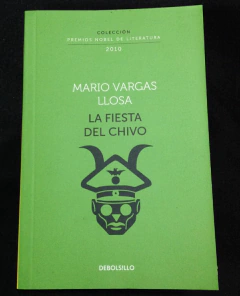 COLECCIÓN
PREMIOS NOBEL DE LITERATURA
2010
MARIO VARGAS
LLOSA
LA FIESTA
DEL CHIVO
DEBOLSILLO